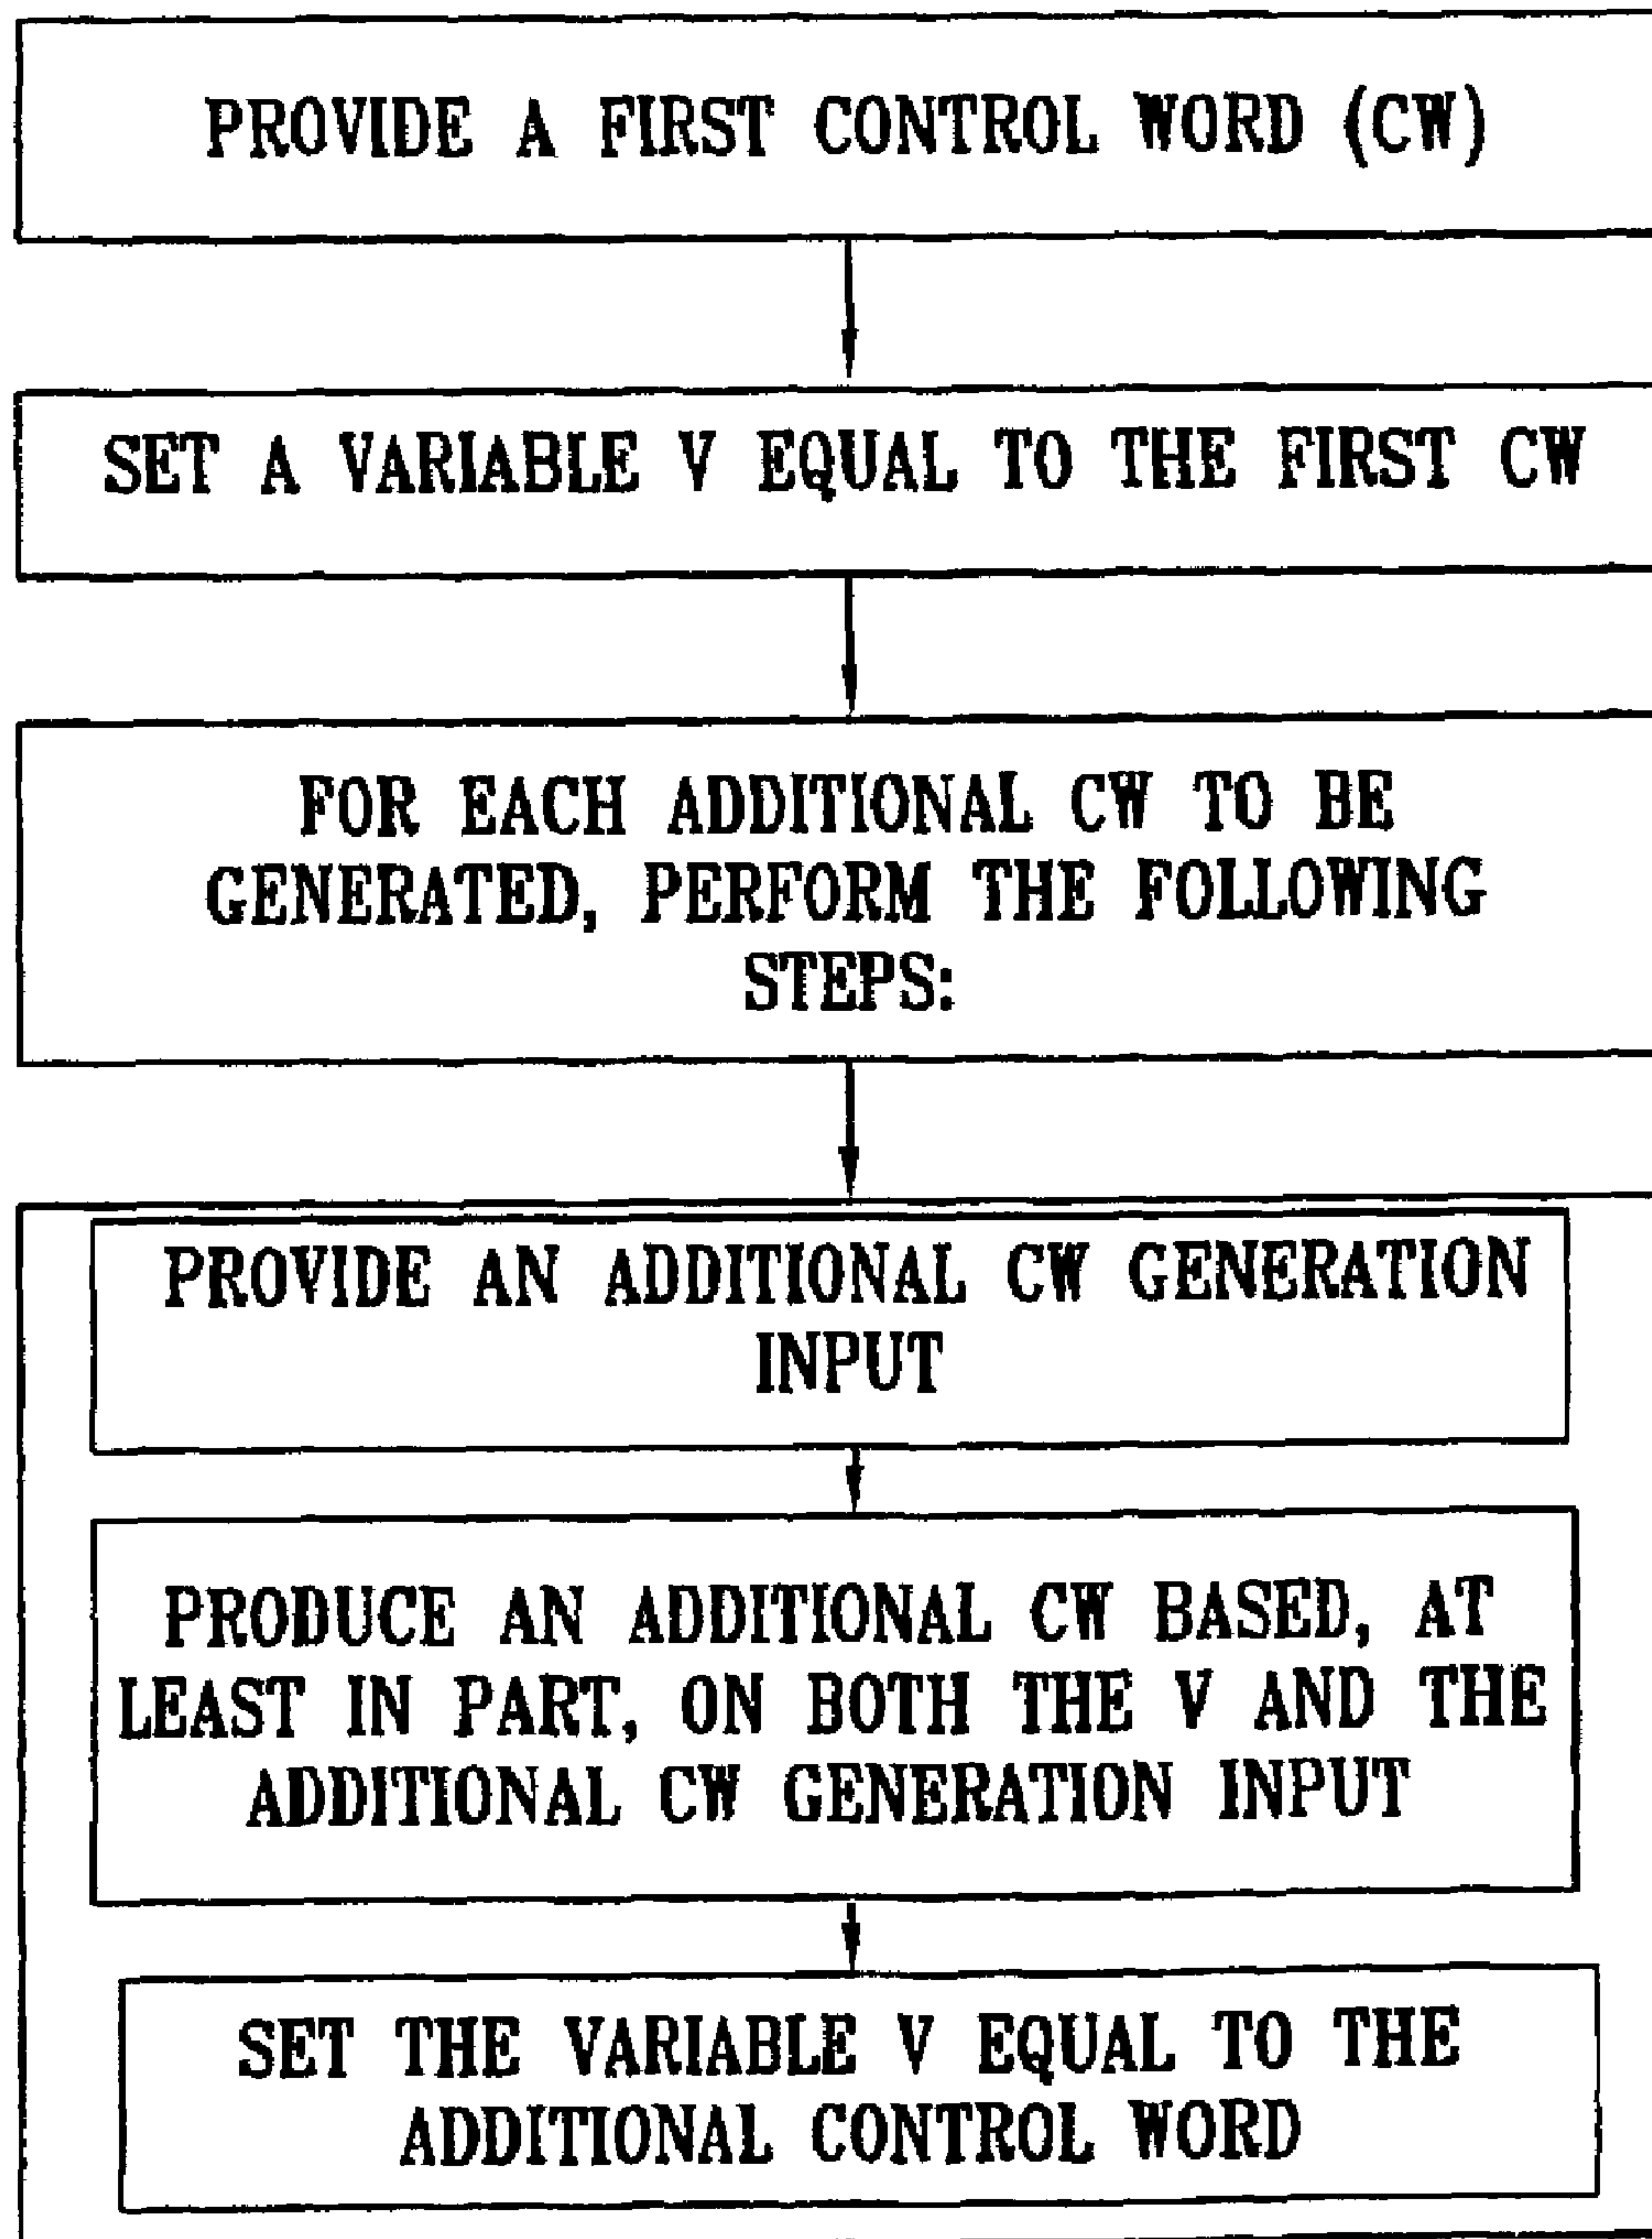 PROVIDE A FIRST CONTROL WORD (CW)
SET A VARIABLE V EQUAL TO THE FIRST CW
FOR EACH ADDITIONAL CW TO BE
GENERATED, PERFORM THE FOLLOWING
STEPS:
PROVIDE AN ADDITIONAL CW GENERATION
INPUT
PRODUCE AN ADDITIONAL CW BASED, AT
LEAST IN PART, ON BOTH THE V AND THE
ADDITIONAL CW GENERATION INPUT
SET THE VARIABLE V EQUAL TO THE
ADDITIONAL CONTROL WORD